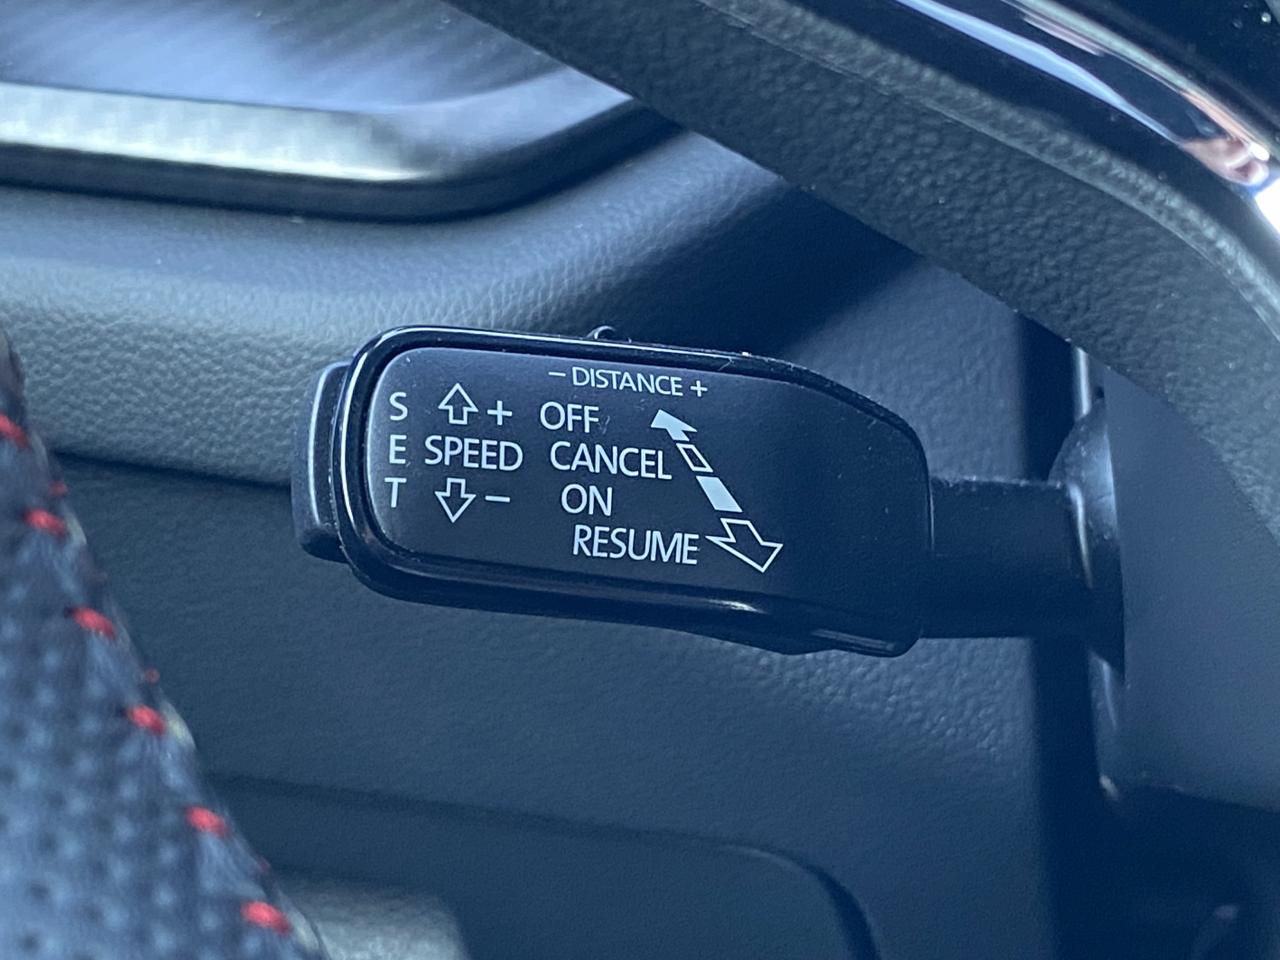 − DISTANCE +
S + OFF
E SPEED CANCEL
T − ON
RESUME